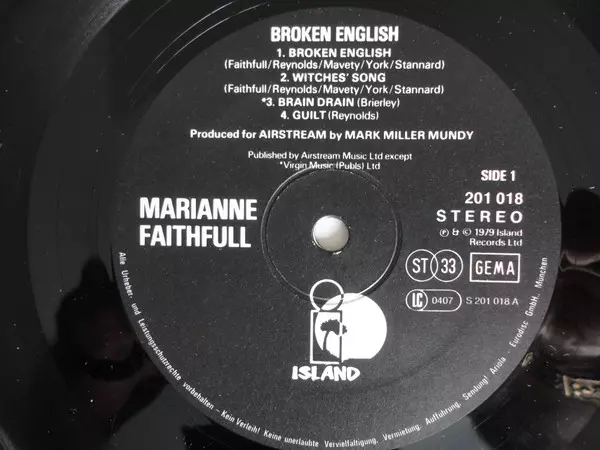 BROKEN ENGLISH
1. BROKEN ENGLISH
(Faithfull/Reynolds/Mavety/York/Stannard)
2. WITCHES' SONG
(Faithfull/Reynolds/Mavety/York/Stannard)
*3. BRAIN DRAIN (Brierley)
4. GUILT (Reynolds)
Produced for AIRSTREAM by MARK MILLER MUNDY
Published by Airstream Music Ltd except
*Virgin Music (Publs) Ltd
SIDE 1
201 018
STEREO
℗ & © 1979 Island
Records Ltd
MARIANNE
FAITHFULL
ST 33 GEMA
LC 0407 S 201 018 A
ISLAND
Alle Urheber- und Leistungsschutzrechte vorbehalten – Kein Verleih! Keine unerlaubte Vervielfältigung, Vermietung, Aufführung, Sendung! Ariola - Eurodisc GmbH, München